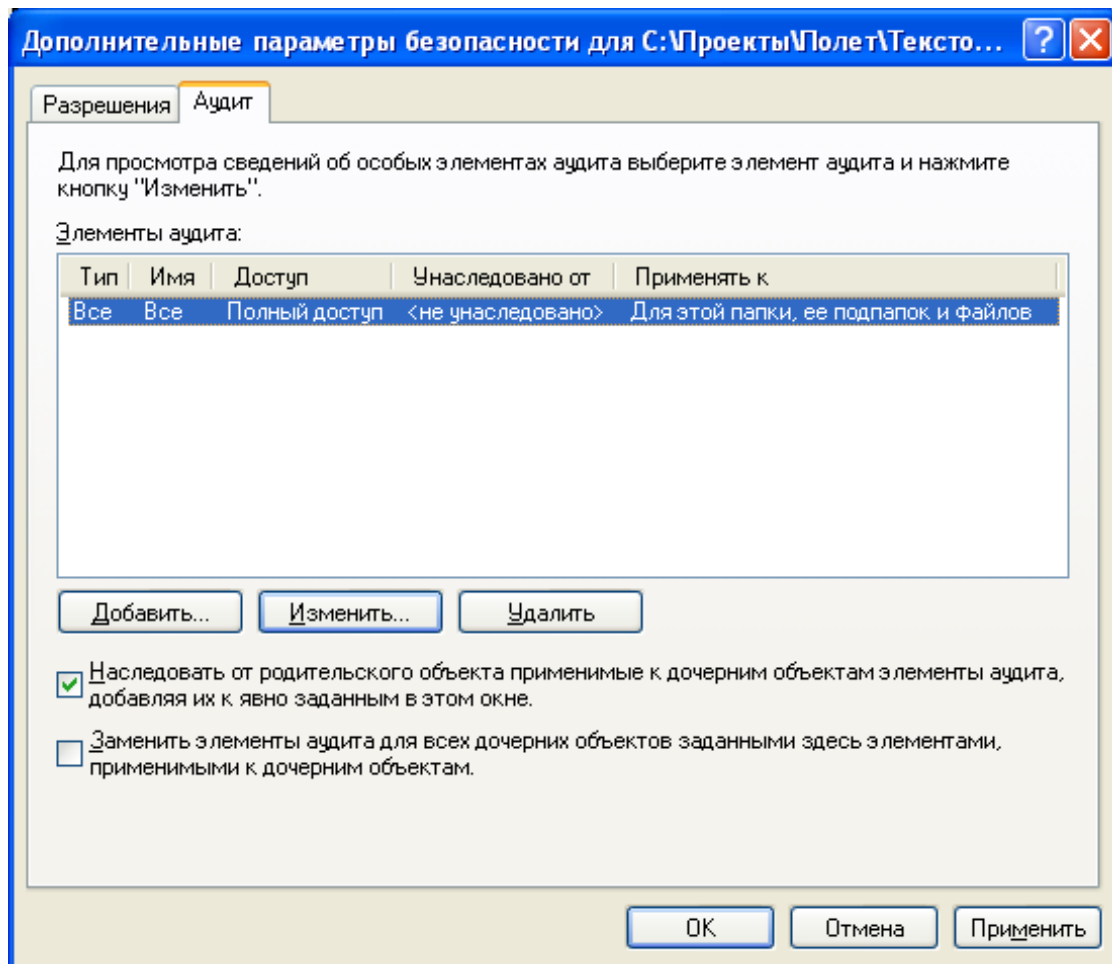 Дополнительные параметры безопасности для C:\Проекты\Полет\Тексто...
Разрешения
Аудит
Для просмотра сведений об особых элементах аудита выберите элемент аудита и нажмите
кнопку "Изменить".
Элементы аудита:
Тип Имя Доступ Унаследовано от Применять к
Все Все Полный доступ <не унаследовано> Для этой папки, ее подпапок и файлов
Добавить... Изменить... Удалить
Наследовать от родительского объекта применимые к дочерним объектам элементы аудита,
добавляя их к явно заданным в этом окне.
Заменить элементы аудита для всех дочерних объектов заданными здесь элементами,
применимыми к дочерним объектам.
OK Отмена Применить